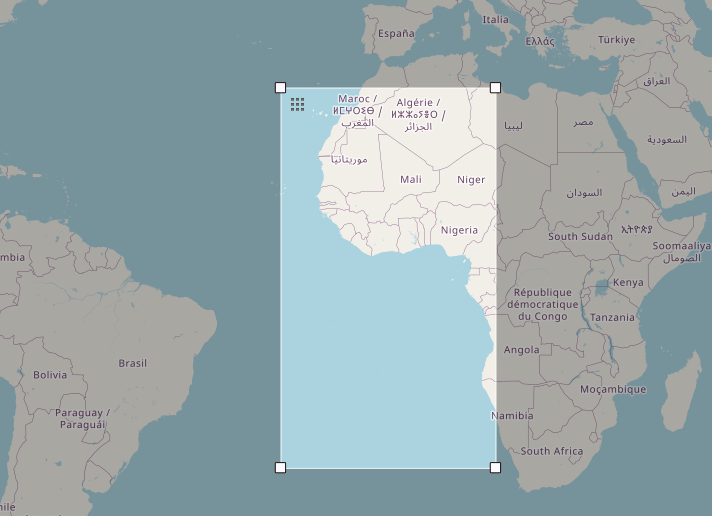 Italia
España
Ελλάς
Türkiye
العراق
Maroc /
ⵍⵎⵖⵔⵉⴱ /
المغرب
Algérie /
ⵍⵣⵣⴰⵢⴻⵔ /
الجزائر
ليبيا
مصر
السعودية
موريتانيا
Mali
Niger
السودان
اليمن
Nigeria
South Sudan
ኢትዮጵያ
Soomaaliya
الصومال
mbia
République
démocratique
du Congo
Kenya
Tanzania
Brasil
Bolivia
Angola
Paraguay /
Paraguái
Moçambique
Namibia
South Africa
hile